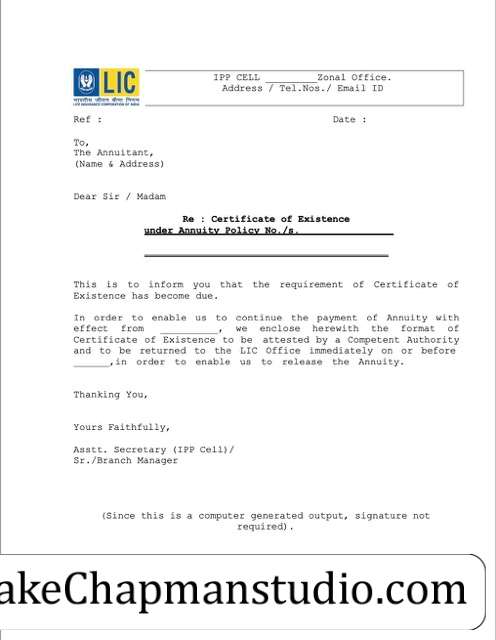 LIC
भारतीय जीवन बीमा निगम
LIFE INSURANCE CORPORATION OF INDIA
IPP CELL _________Zonal Office.
Address / Tel.Nos./ Email ID
Ref : Date :
To,
The Annuitant,
(Name & Address)
Dear Sir / Madam
Re : Certificate of Existence
under Annuity Policy No./s.________________
This is to inform you that the requirement of Certificate of
Existence has become due.
In order to enable us to continue the payment of Annuity with
effect from __________, we enclose herewith the format of
Certificate of Existence to be attested by a Competent Authority
and to be returned to the LIC Office immediately on or before
______,in order to enable us to release the Annuity.
Thanking You,
Yours Faithfully,
Asstt. Secretary (IPP Cell)/
Sr./Branch Manager
(Since this is a computer generated output, signature not
required).
akeChapmanstudio.com